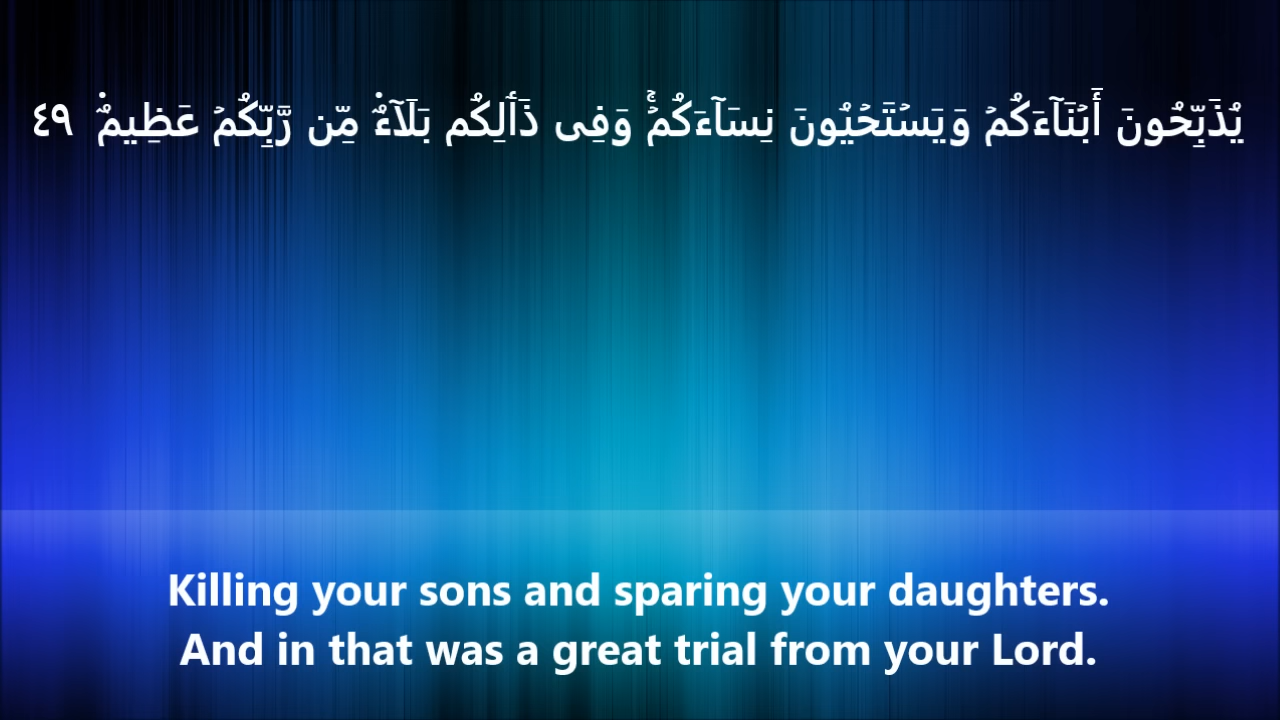 يُذَبِّحُونَ أَبۡنَآءَكُمۡ وَيَسۡتَحۡيُونَ نِسَآءَكُمۡۚ وَفِى ذَٲلِكُم بَلَآءٌ۬ مِّن رَّبِّكُمۡ عَظِيمٌ۬ ٤٩
Killing your sons and sparing your daughters.
And in that was a great trial from your Lord.